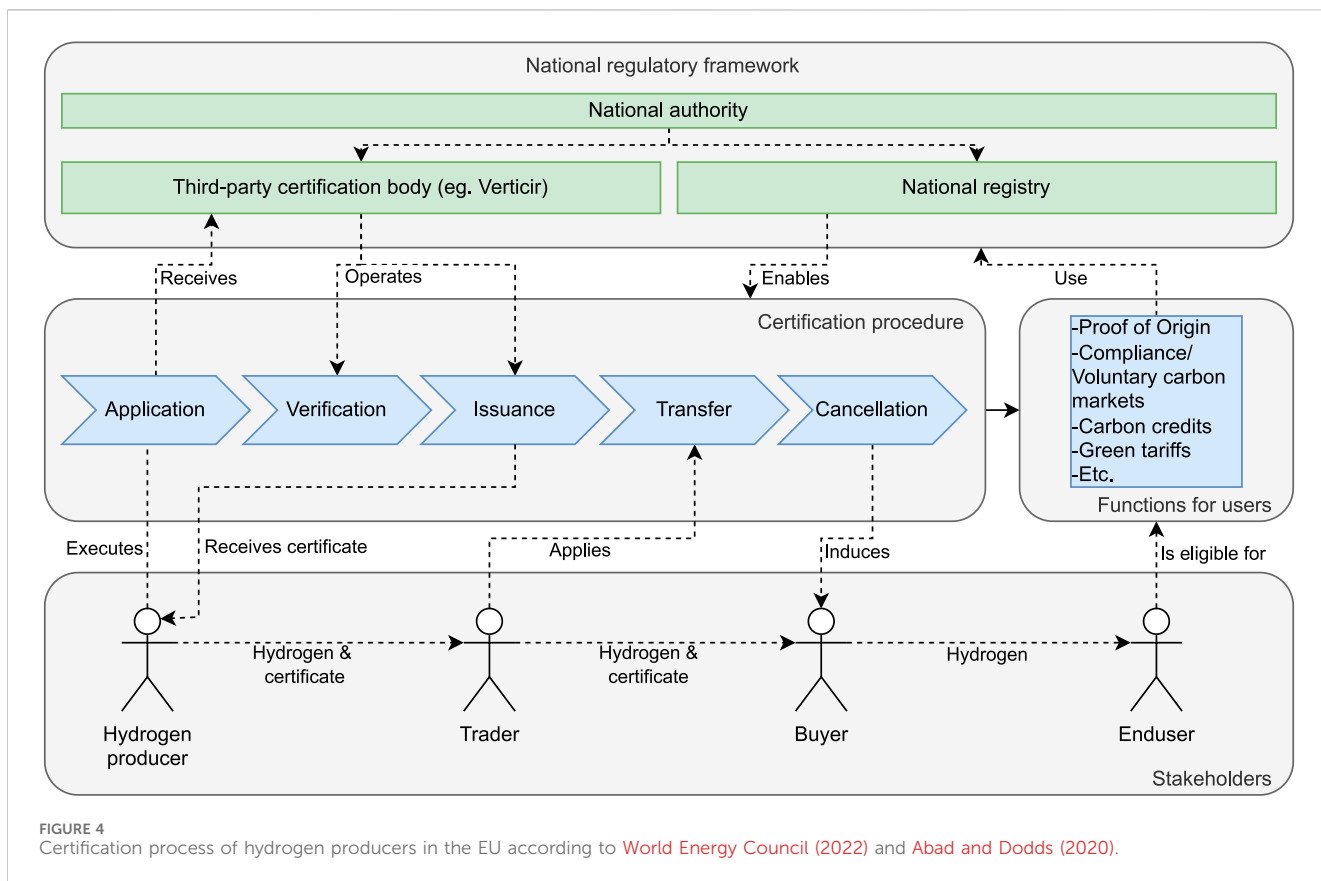 National regulatory framework
National authority
Third-party certification body (eg. Verticir)
National registry
Receives
Operates
Enables
Use
Certification procedure
Application
Verification
Issuance
Transfer
Cancellation
-Proof of Origin
-Compliance/
Voluntary carbon
markets
-Carbon credits
-Green tariffs
-Etc.
Functions for users
Executes
Receives certificate
Applies
Induces
Is eligible for
Hydrogen &
certificate
Hydrogen &
certificate
Hydrogen
Hydrogen
producer
Trader
Buyer
Enduser
Stakeholders
FIGURE 4
Certification process of hydrogen producers in the EU according to World Energy Council (2022) and Abad and Dodds (2020).